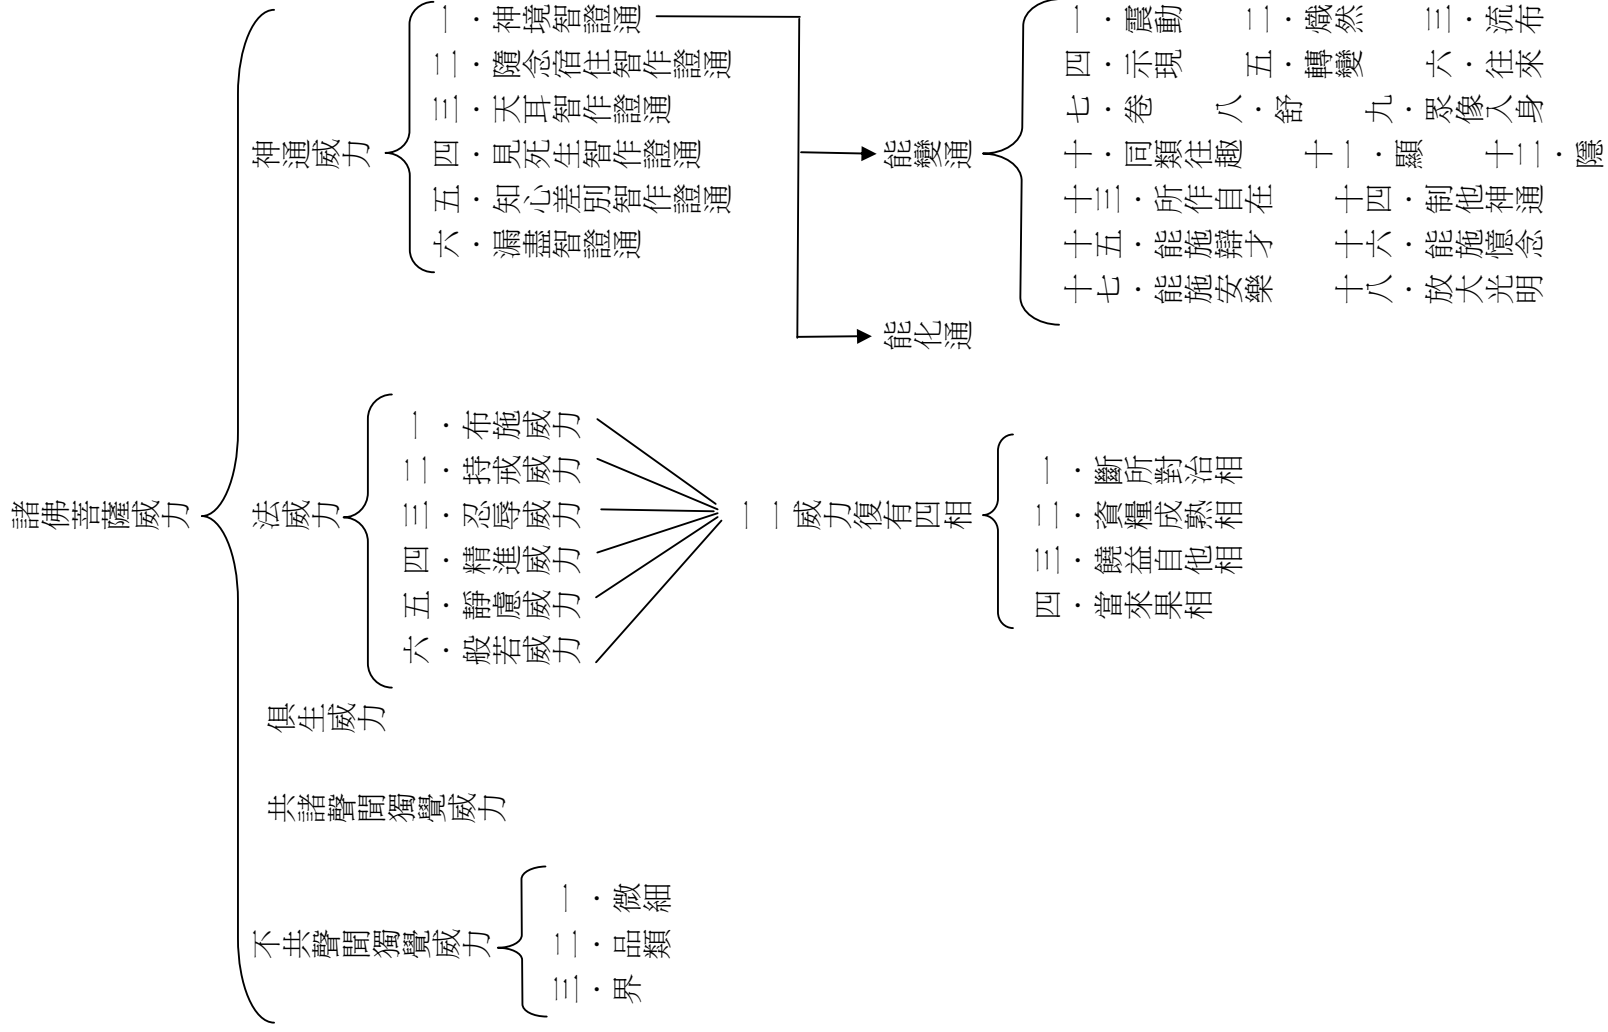 諸佛菩薩威力
神通威力
一．神境智證通
二．隨念宿住智作證通
三．天耳智作證通
四．見死生智作證通
五．知心差別智作證通
六．漏盡智證通
能變通
一．震動 二．熾然 三．流布
四．示現 五．轉變 六．往來
七．卷 八．舒 九．眾像入身
十．同類往趣 十一．顯 十二．隱
十三．所作自在 十四．制他神通
十五．能施辯才 十六．能施憶念
十七．能施安樂 十八．放大光明
能化通
法威力
一．布施威力
二．持戒威力
三．忍辱威力
四．精進威力
五．靜慮威力
六．般若威力
一一威力復有四相
一．斷所對治相
二．資糧成熟相
三．饒益自他相
四．當來果相
俱生威力
共諸聲聞獨覺威力
不共聲聞獨覺威力
一．微細
二．品類
三．界